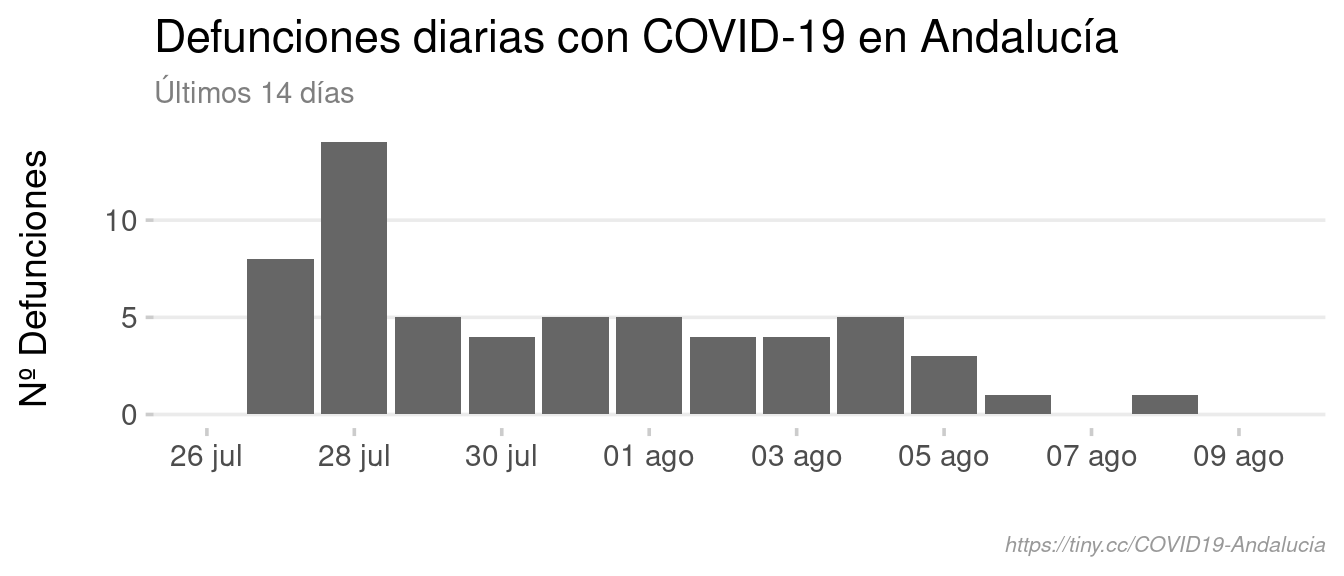 Defunciones diarias con COVID-19 en Andalucía
Últimos 14 días
Nº Defunciones
10
5
0
26 jul 28 jul 30 jul 01 ago 03 ago 05 ago 07 ago 09 ago
https://tiny.cc/COVID19-Andalucia